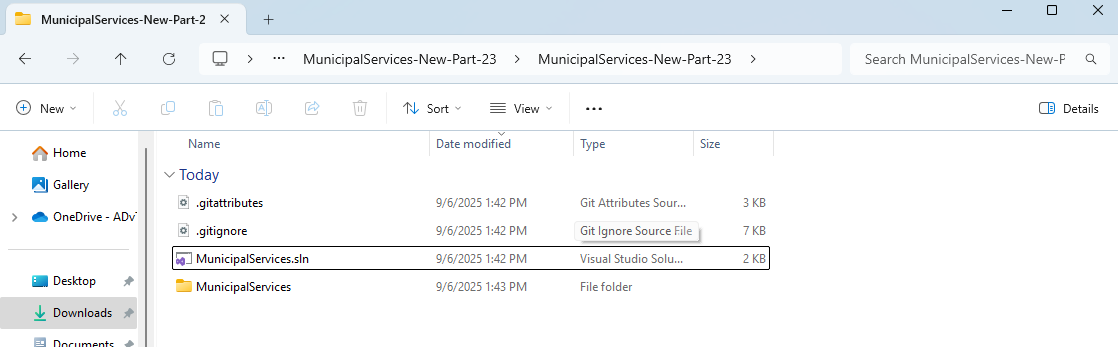 MunicipalServices-New-Part-2
MunicipalServices-New-Part-23 MunicipalServices-New-Part-23 Search MunicipalServices-New-P
New Sort View Details
Name Date modified Type Size
Home
Gallery
OneDrive - ADv
Desktop
Downloads
Documents
Today
.gitattributes 9/6/2025 1:42 PM Git Attributes Sour... 3 KB
.gitignore 9/6/2025 1:42 PM Git Ignore Source File 7 KB
MunicipalServices.sln 9/6/2025 1:42 PM Visual Studio Solu... 2 KB
MunicipalServices 9/6/2025 1:43 PM File folder